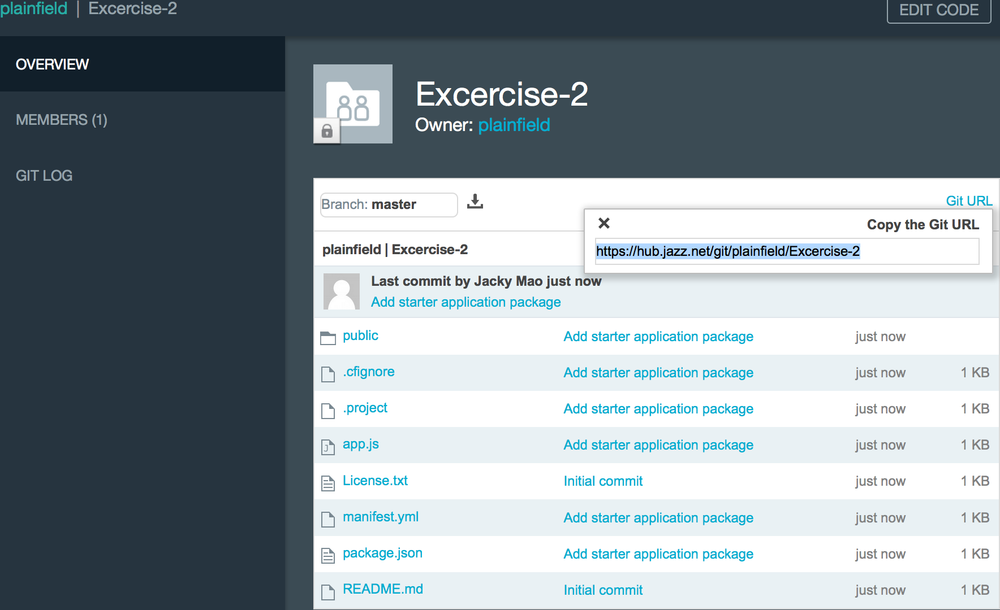 plainfield | Excercise-2
EDIT CODE
OVERVIEW
MEMBERS (1)
GIT LOG
Excercise-2
Owner: plainfield
Branch: master
Git URL
Copy the Git URL
https://hub.jazz.net/git/plainfield/Excercise-2
plainfield | Excercise-2
Last commit by Jacky Mao just now
Add starter application package
public Add starter application package just now
.cfignore Add starter application package just now 1 KB
.project Add starter application package just now 1 KB
app.js Add starter application package just now 1 KB
License.txt Initial commit just now 1 KB
manifest.yml Add starter application package just now 1 KB
package.json Add starter application package just now 1 KB
README.md Initial commit just now 1 KB